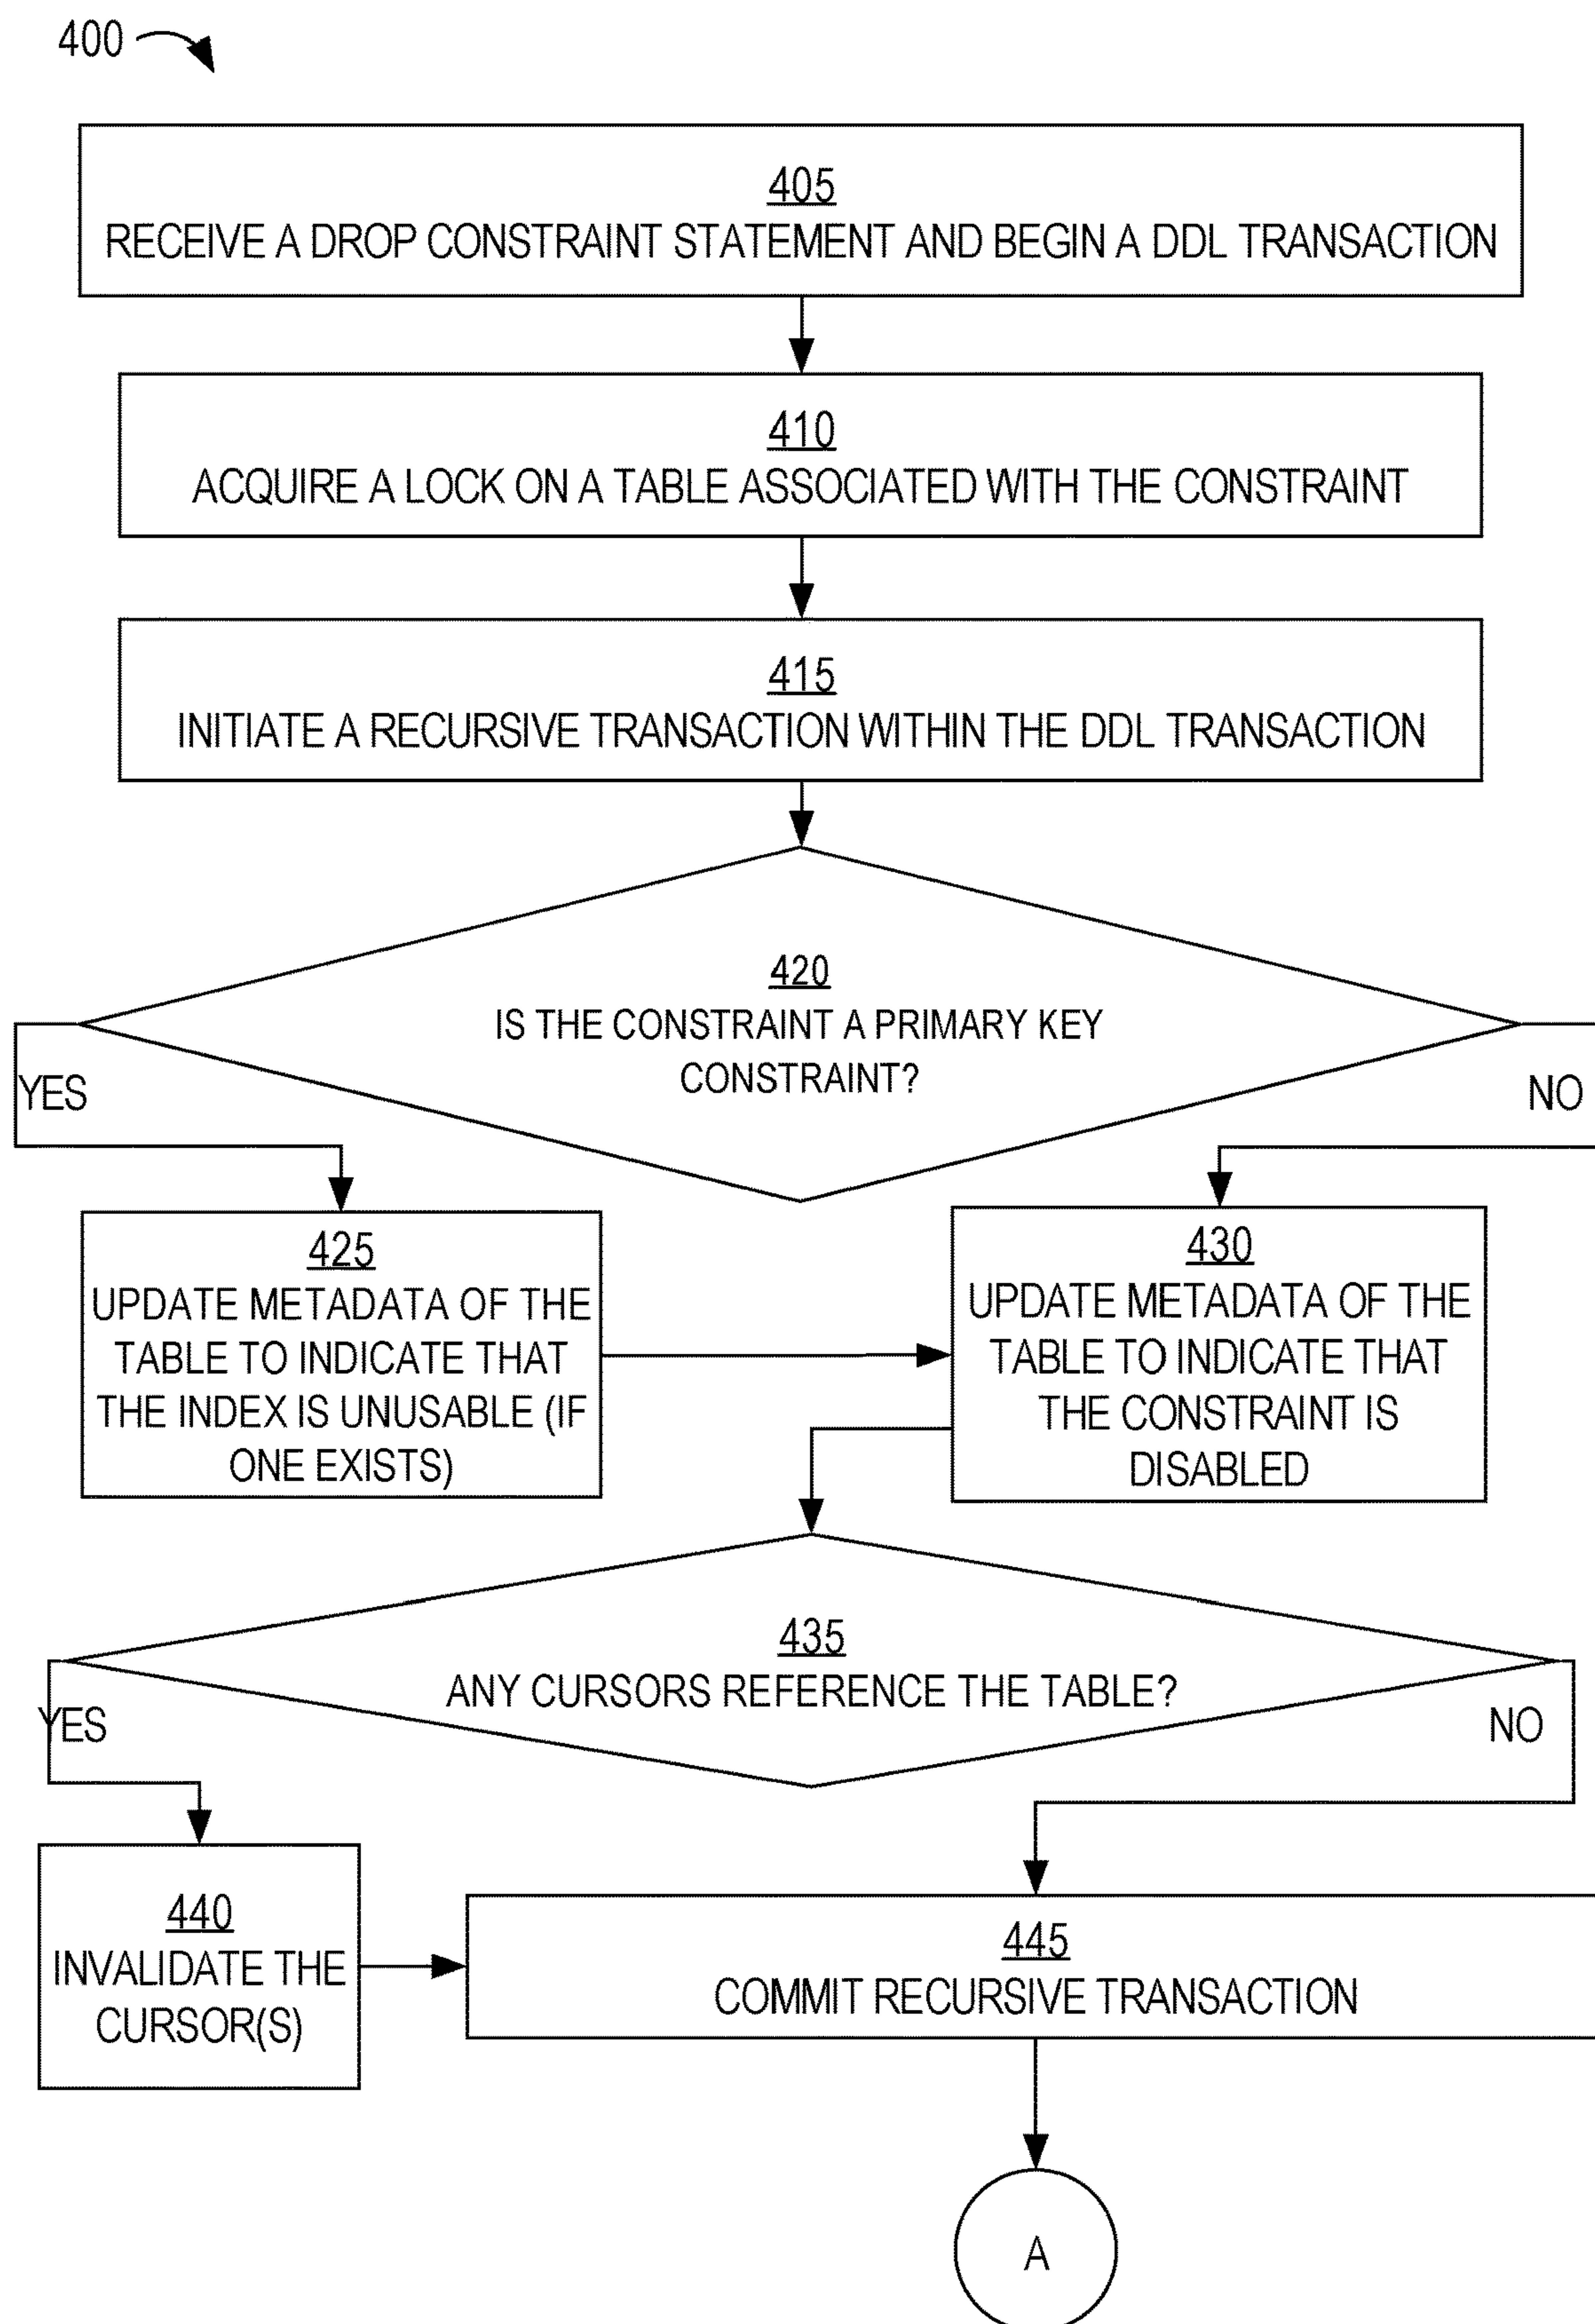 400
405
RECEIVE A DROP CONSTRAINT STATEMENT AND BEGIN A DDL TRANSACTION
410
ACQUIRE A LOCK ON A TABLE ASSOCIATED WITH THE CONSTRAINT
415
INITIATE A RECURSIVE TRANSACTION WITHIN THE DDL TRANSACTION
420
IS THE CONSTRAINT A PRIMARY KEY
CONSTRAINT?
YES
NO
425
UPDATE METADATA OF THE
TABLE TO INDICATE THAT
THE INDEX IS UNUSABLE (IF
ONE EXISTS)
430
UPDATE METADATA OF THE
TABLE TO INDICATE THAT
THE CONSTRAINT IS
DISABLED
435
ANY CURSORS REFERENCE THE TABLE?
YES
NO
440
INVALIDATE THE
CURSOR(S)
445
COMMIT RECURSIVE TRANSACTION
A